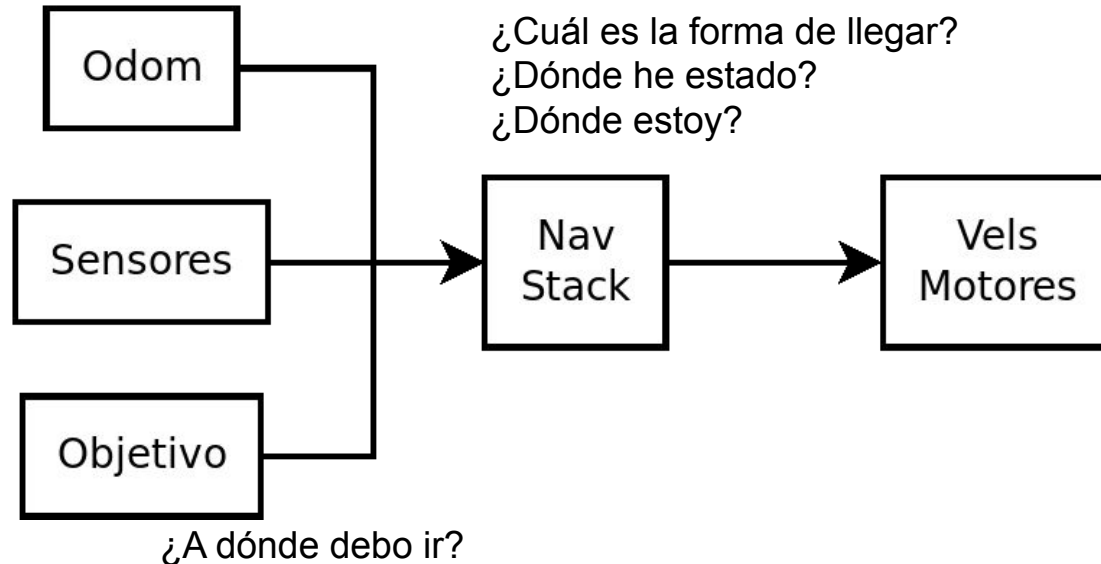 Odom
¿Cuál es la forma de llegar?
¿Dónde he estado?
¿Dónde estoy?
Sensores
Nav
Stack
Vels
Motores
Objetivo
¿A dónde debo ir?